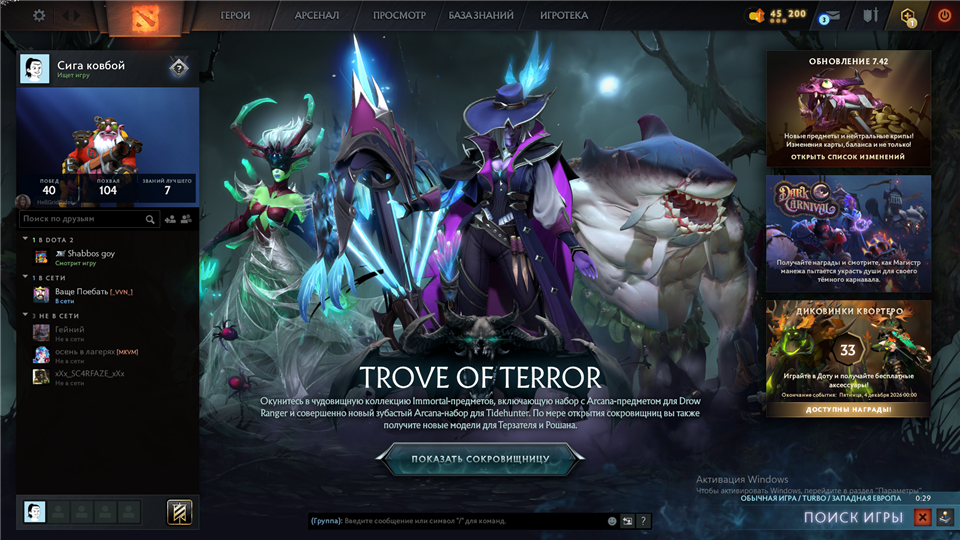 ГЕРОИ
АРСЕНАЛ
ПРОСМОТР
БАЗА ЗНАНИЙ
ИГРОТЕКА
45 200
3
1
Сига ковбой
Ищет игру
?
ПОБЕД
ПОХВАЛ
ЗВАНИЙ ЛУЧШЕГО
40
104
7
Поиск по друзьям
1 В DOTA 2
Shabbos goy
Смотрит игру
1 В СЕТИ
Ваще Поебать [_VVN_]
В сети
3 НЕ В СЕТИ
Гейний
Не в сети
осень в лагерях [MKVM]
Не в сети
xXx_SC4RFAZE_xXx
Не в сети
TROVE OF TERROR
Окунитесь в чудовищную коллекцию Immortal-предметов, включающую набор с Arcana-предметом для Drow
Ranger и совершенно новый зубастый Arcana-набор для Tidehunter. По мере открытия сокровищниц вы также
получите новые модели для Терзателя и Рошана.
ПОКАЗАТЬ СОКРОВИЩНИЦУ
(Группа): Введите сообщение или символ "/" для команд.
?
ОБНОВЛЕНИЕ 7.42
Новые предметы и нейтральные крипы!
Изменения карты, баланса и не только!
ОТКРЫТЬ СПИСОК ИЗМЕНЕНИЙ
DARK
CARNIVAL
Получайте награды и смотрите, как Магистр
манежа пытается украсть души для своего
тёмного карнавала.
ДИКОВИНКИ КВОРТЕРО
33
Играйте в Доту и получайте бесплатные
аксессуары!
Окончание события: Пятница, 4 декабря 2026 00:00
ДОСТУПНЫ НАГРАДЫ!
Активация Windows
Чтобы активировать Windows, перейдите в раздел "Параметры".
ОБЫЧНАЯ ИГРА / TURBO / ЗАПАДНАЯ ЕВРОПА
0:29
ПОИСК ИГРЫ